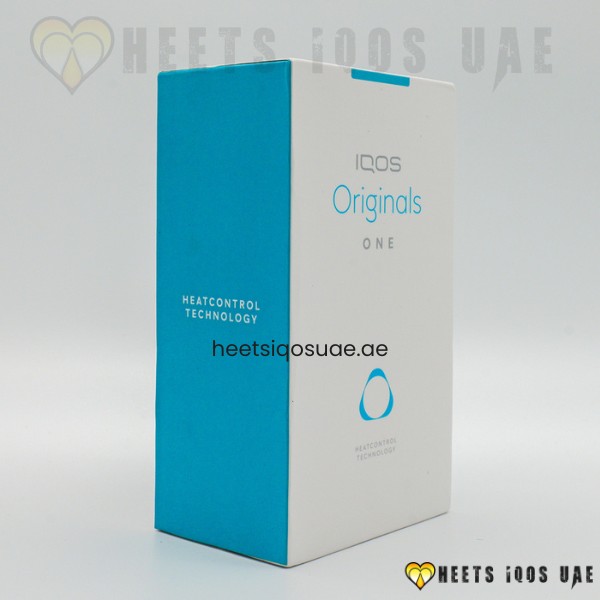 HEETS iQOS UAE
IQOS
Originals
ONE
HEATCONTROL
TECHNOLOGY
heetsiqosuae.ae
HEATCONTROL
TECHNOLOGY
HEETS iQOS UAE